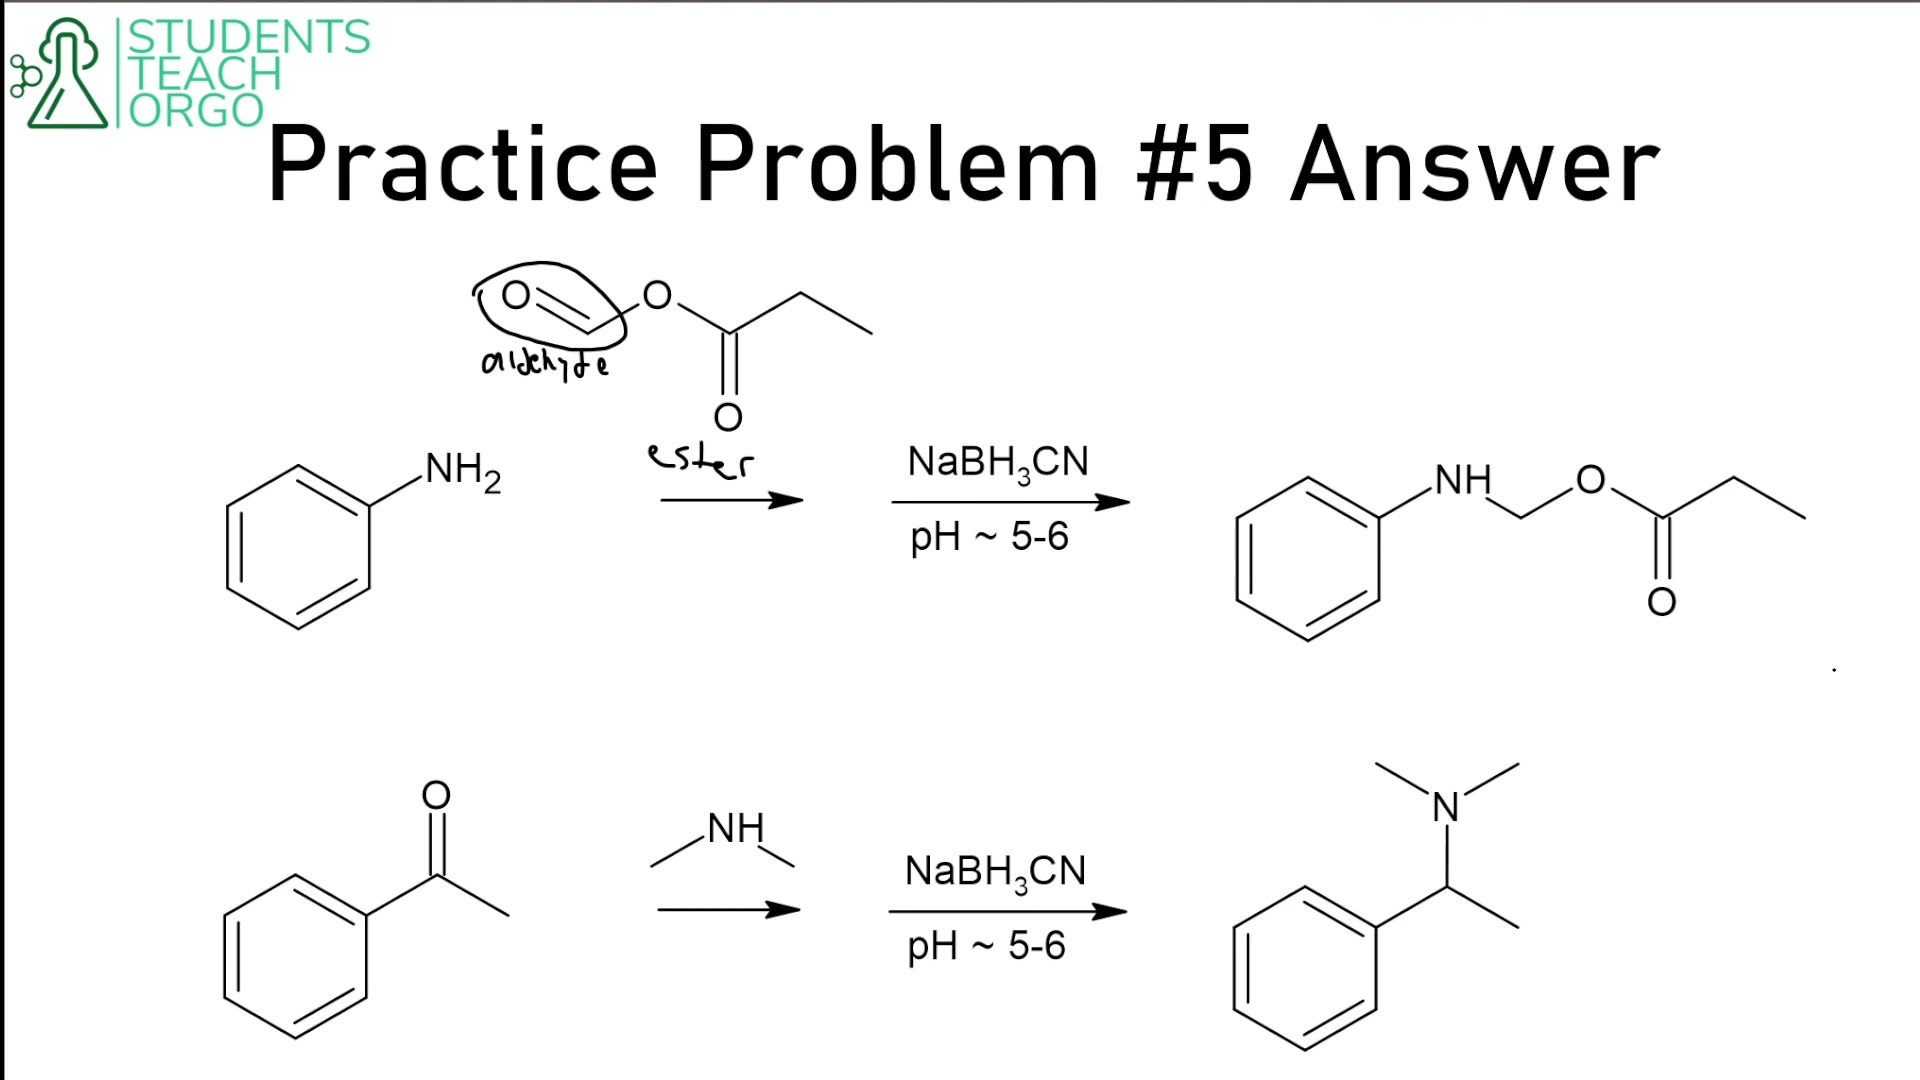 STUDENTS
TEACH
ORGO
Practice Problem #5 Answer
O O
aldehyde
O
ester
NH2
NaBH3CN
pH ~ 5-6
NH O
O
O
NH
NaBH3CN
pH ~ 5-6
N